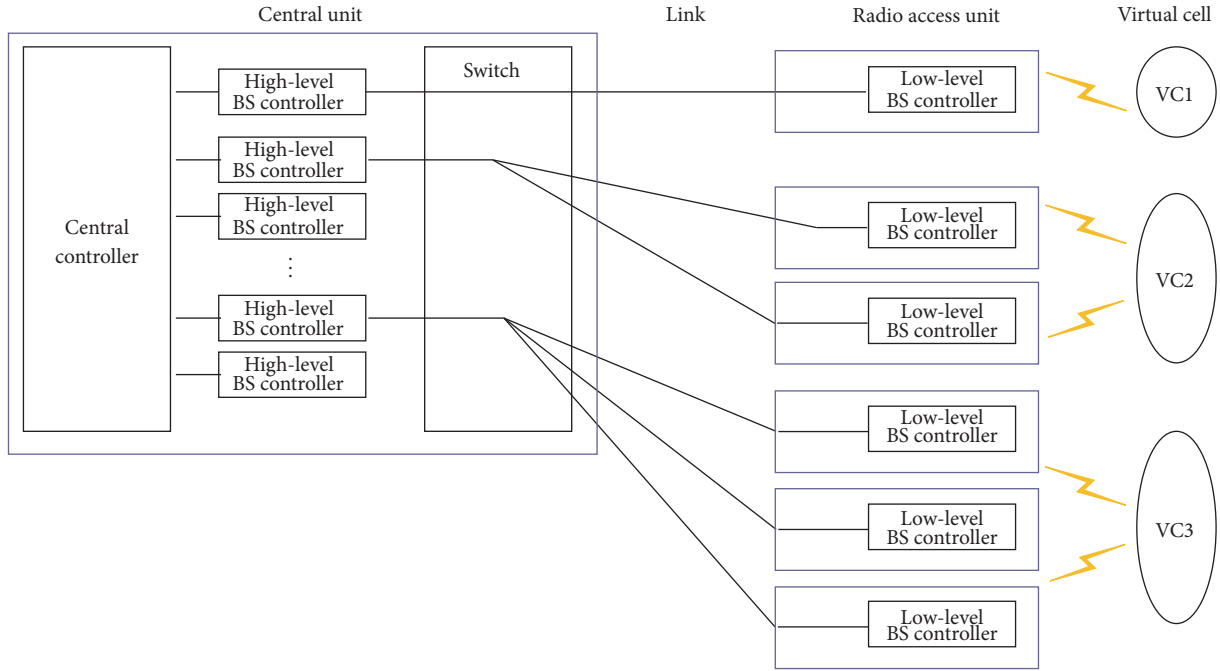 Central unit
Link
Radio access unit
Virtual cell
Central
controller
High-level
BS controller
High-level
BS controller
High-level
BS controller
⋮
High-level
BS controller
High-level
BS controller
Switch
Low-level
BS controller
Low-level
BS controller
Low-level
BS controller
Low-level
BS controller
Low-level
BS controller
Low-level
BS controller
VC1
VC2
VC3